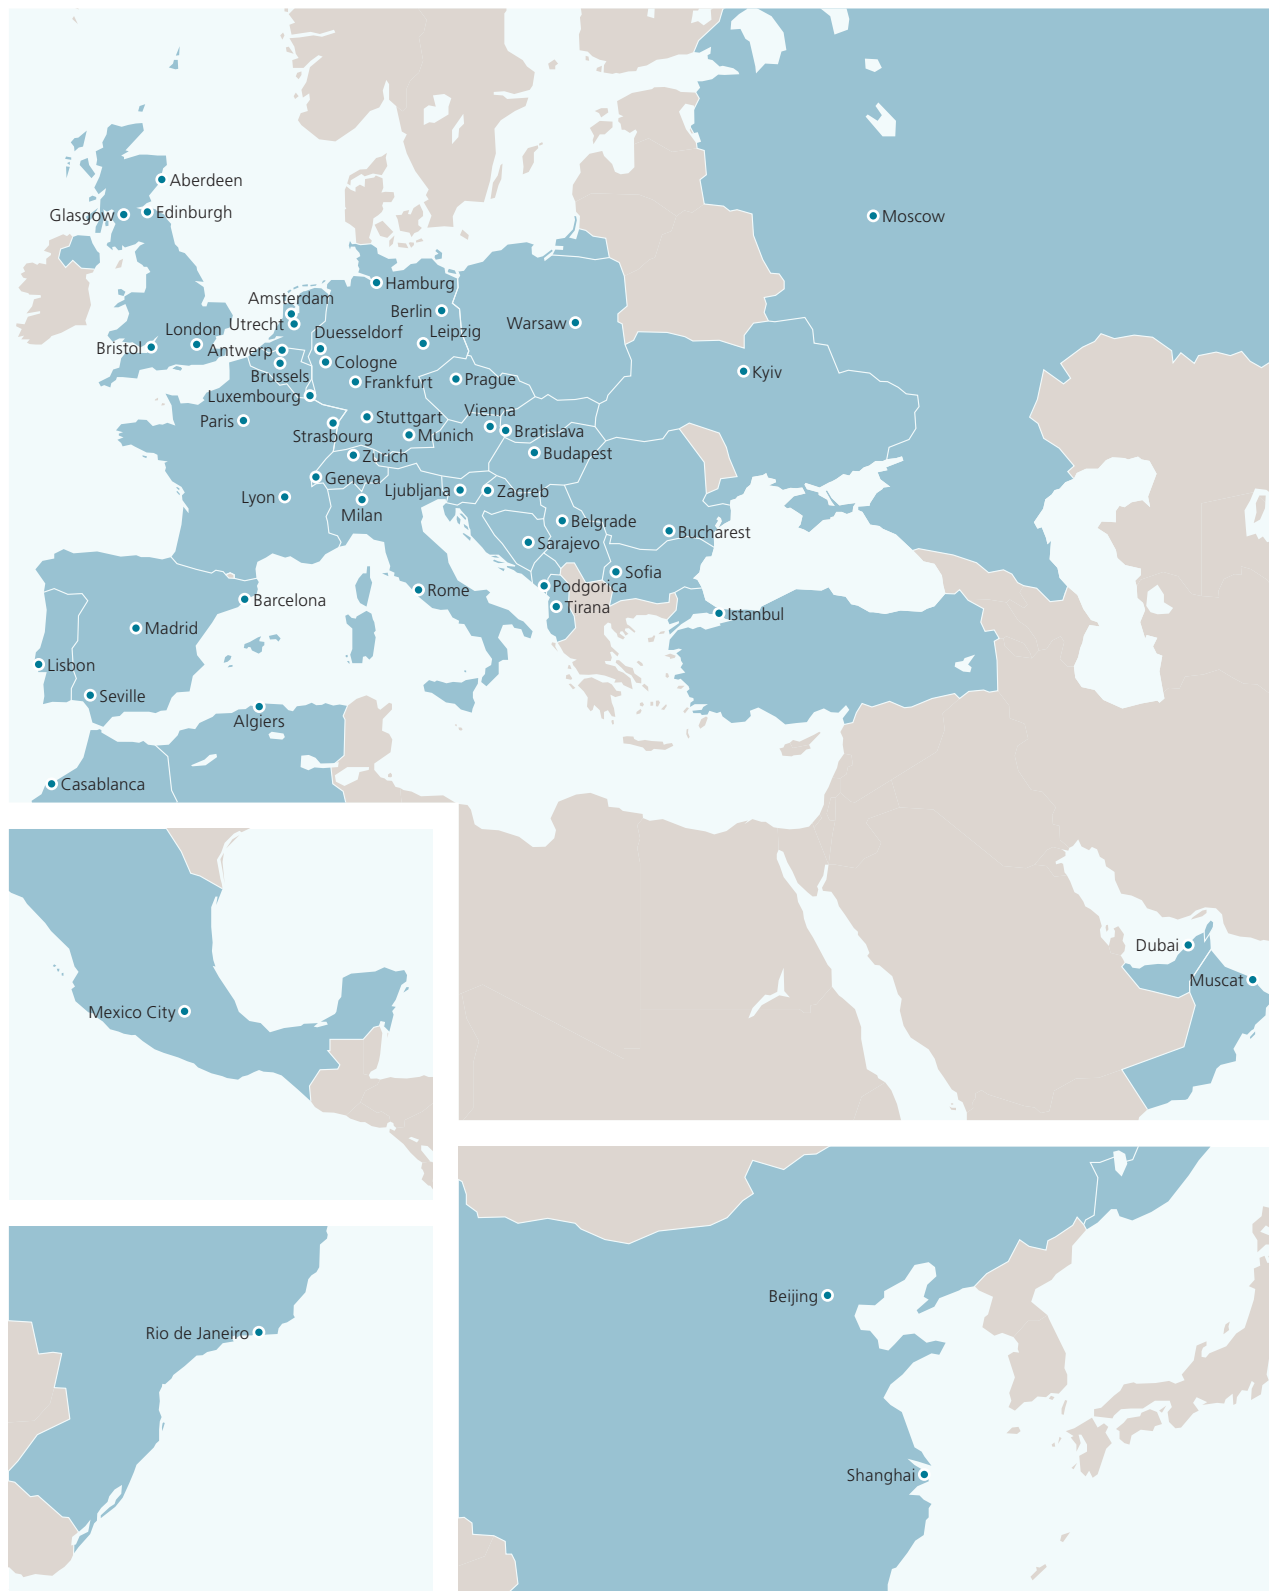 Aberdeen
Glasgow
Edinburgh
Moscow
Hamburg
Amsterdam
Berlin
Utrecht
Warsaw
London
Duesseldorf
Leipzig
Bristol
Antwerp
Cologne
Brussels
Frankfurt
Prague
Kyiv
Luxembourg
Vienna
Paris
Stuttgart
Strasbourg
Munich
Bratislava
Zurich
Budapest
Geneva
Lyon
Ljubljana
Zagreb
Milan
Belgrade
Bucharest
Sarajevo
Sofia
Podgorica
Rome
Barcelona
Tirana
Istanbul
Madrid
Lisbon
Seville
Algiers
Casablanca
Dubai
Muscat
Mexico City
Beijing
Rio de Janeiro
Shanghai